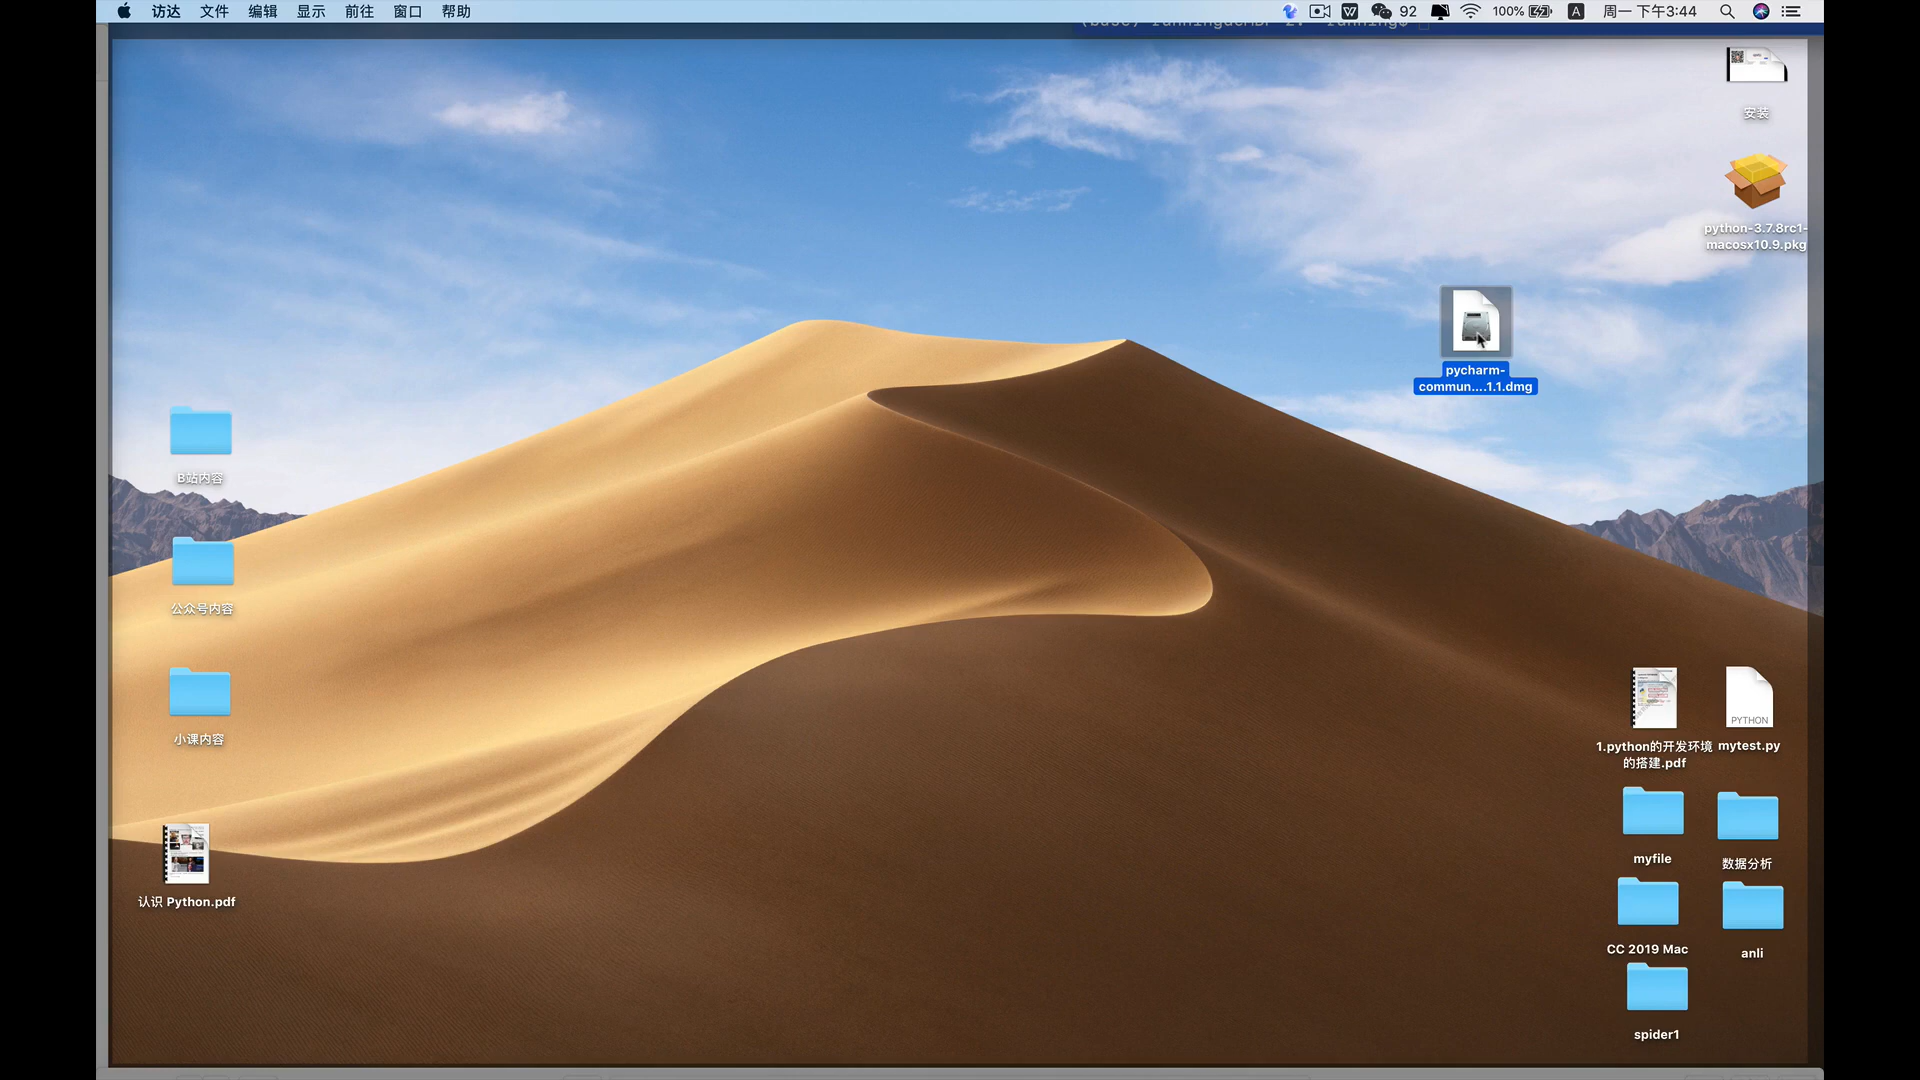 访达 文件 编辑 显示 前往 窗口 帮助
92 100% A 周一 下午3:44
安装
python-3.7.8rc1-
macosx10.9.pkg
pycharm-
commun....1.1.dmg
B站内容
公众号内容
小课内容
认识 Python.pdf
1.python的开发环境
的搭建.pdf
PYTHON
mytest.py
myfile
数据分析
CC 2019 Mac
anli
spider1